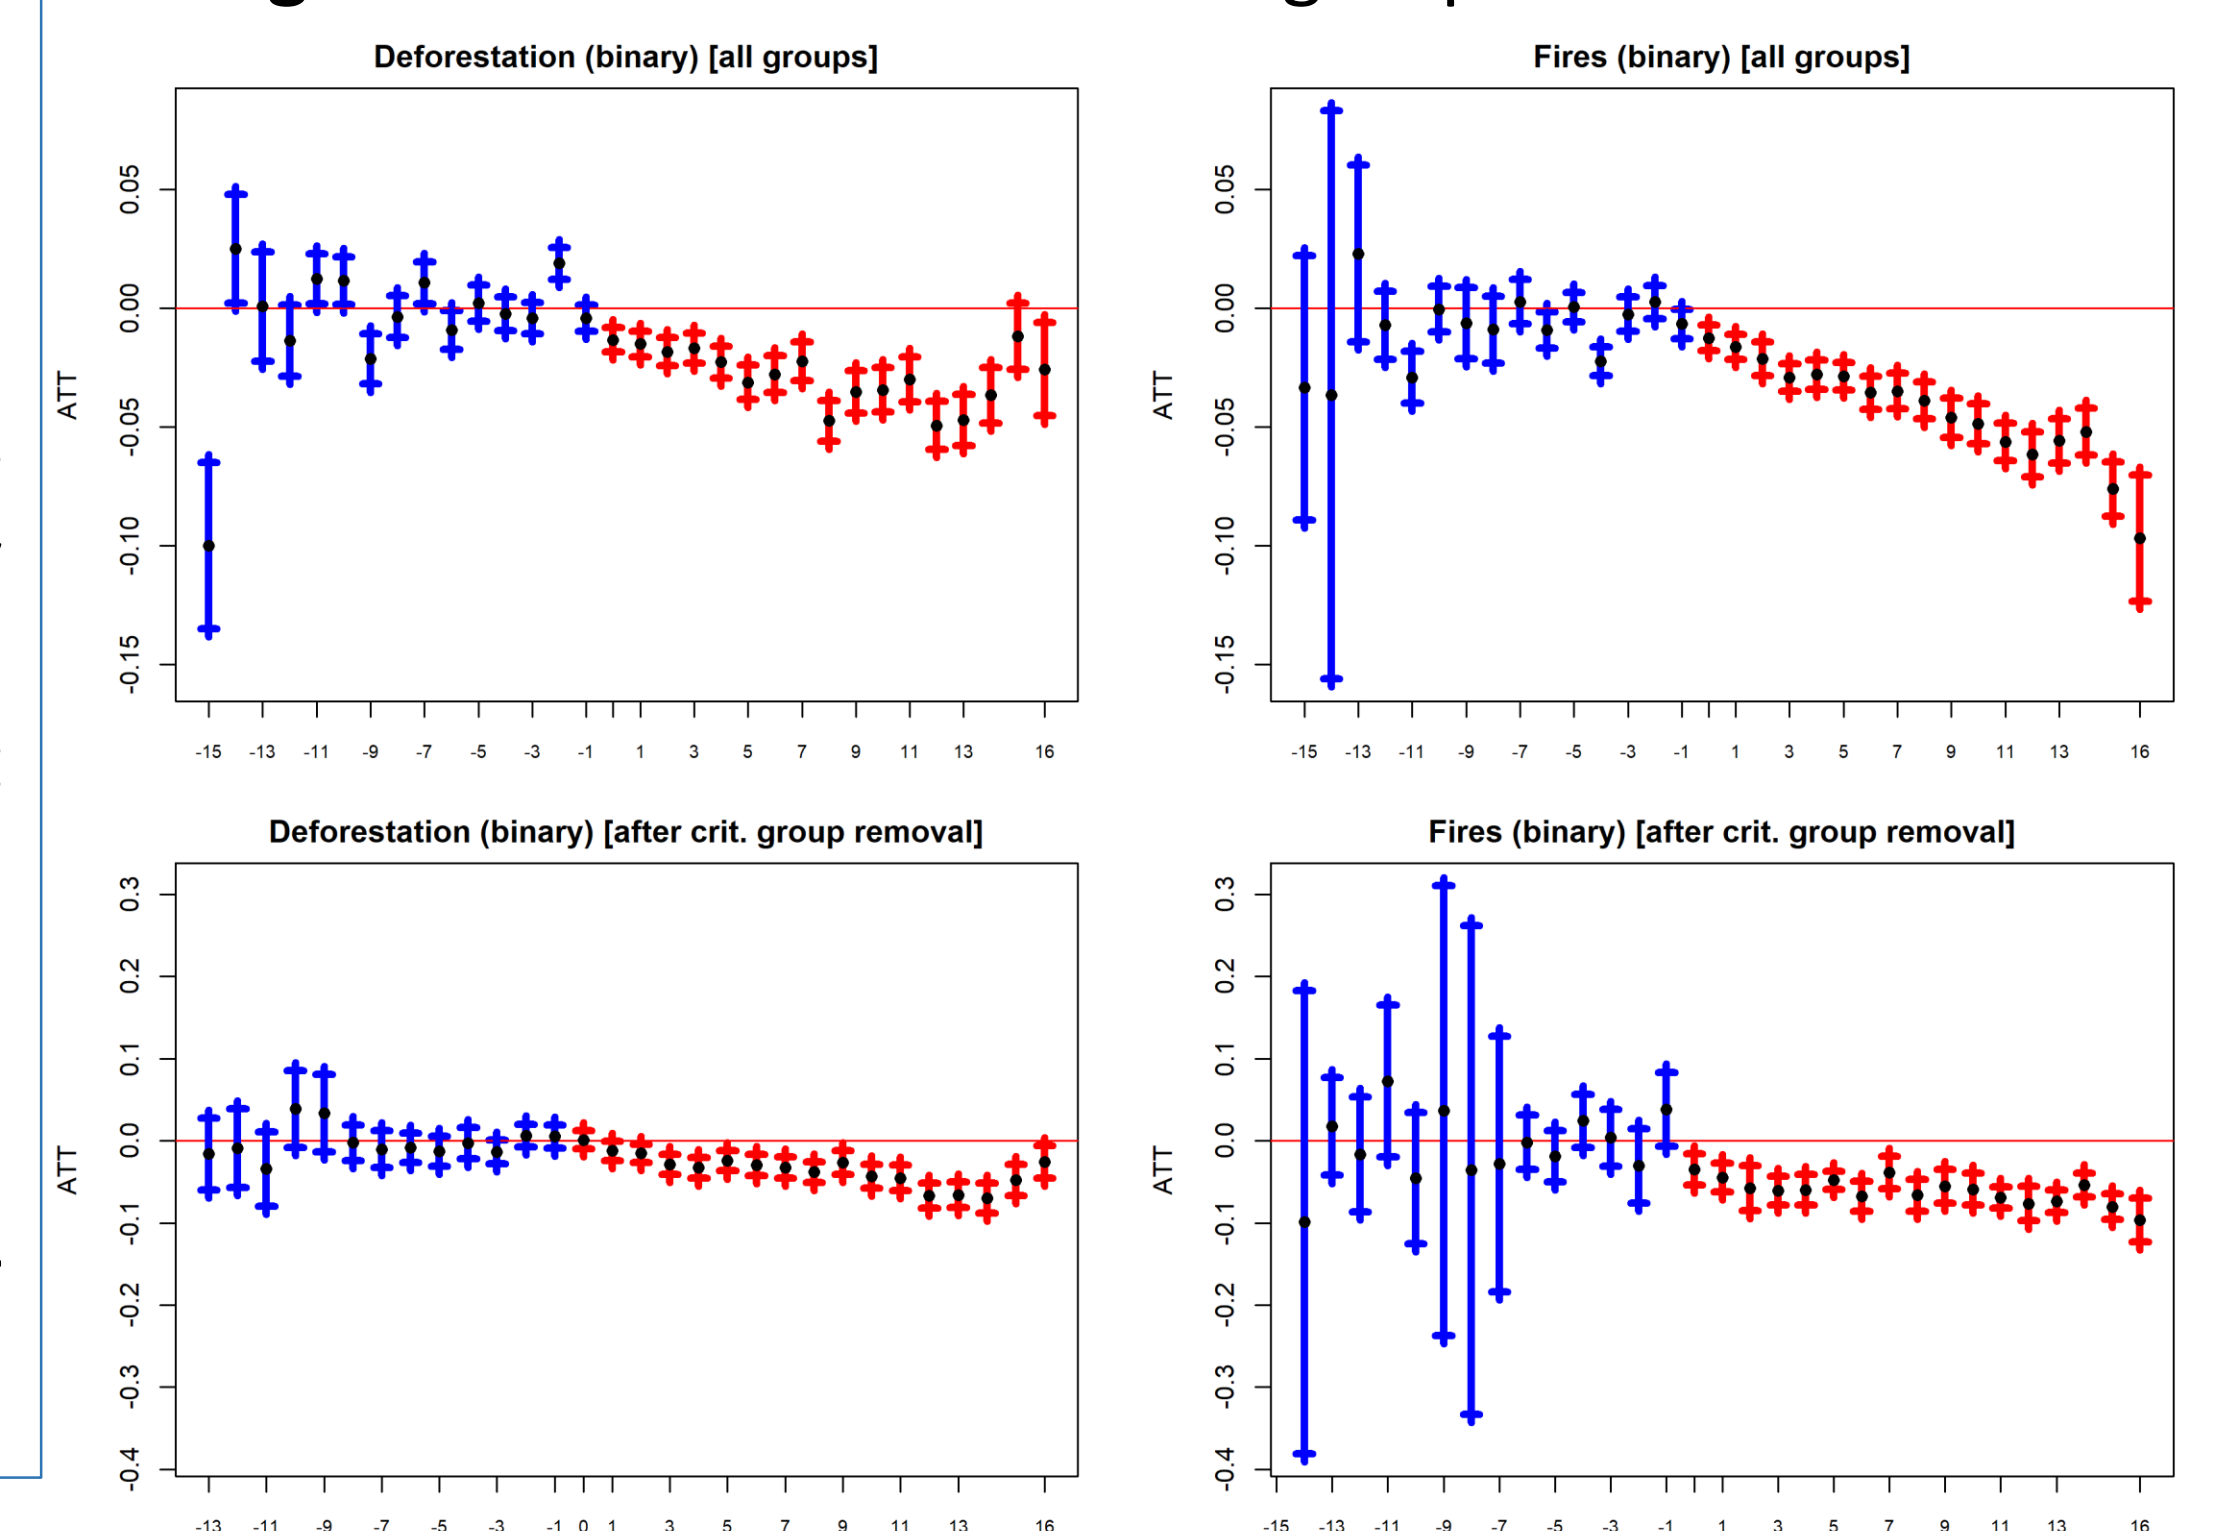 Deforestation (binary) [all groups]
ATT
0.05
0.00
-0.05
-0.10
-0.15
-15 -13 -11 -9 -7 -5 -3 -1 1 3 5 7 9 11 13 16
Fires (binary) [all groups]
ATT
0.05
0.00
-0.05
-0.10
-0.15
-15 -13 -11 -9 -7 -5 -3 -1 1 3 5 7 9 11 13 16
Deforestation (binary) [after crit. group removal]
ATT
0.3
0.2
0.1
0.0
-0.1
-0.2
-0.3
-0.4
-13 -11 -9 -7 -5 -3 -1 0 1 3 5 7 9 11 13 16
Fires (binary) [after crit. group removal]
ATT
0.3
0.2
0.1
0.0
-0.1
-0.2
-0.3
-0.4
-15 -13 -11 -9 -7 -5 -3 -1 1 3 5 7 9 11 13 16